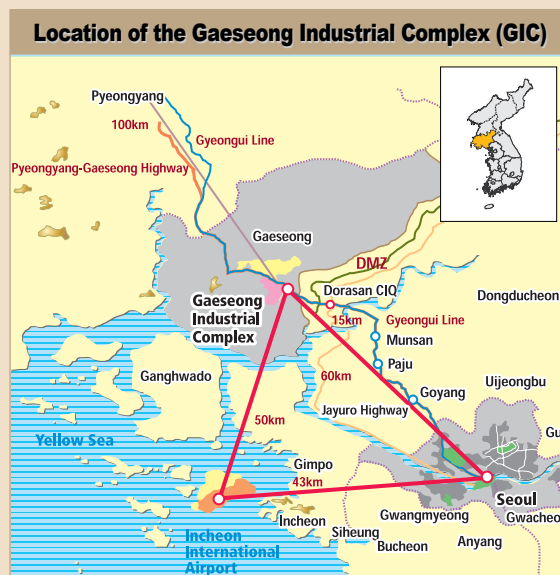 Location of the Gaeseong Industrial Complex (GIC)
Pyeongyang
100km
Gyeongui Line
Pyeongyang-Gaeseong Highway
Gaeseong
DMZ
Gaeseong
Industrial
Complex
Dorasan CIQ
15km
Gyeongui Line
Dongducheon
Munsan
Paju
60km
Ganghwado
Goyang
Uijeongbu
Jayuro Highway
50km
Gu
Yellow Sea
Gimpo
43km
Seoul
Incheon
Gwangmyeong
Gwacheo
Siheung
Bucheon
Anyang
Incheon
International
Airport